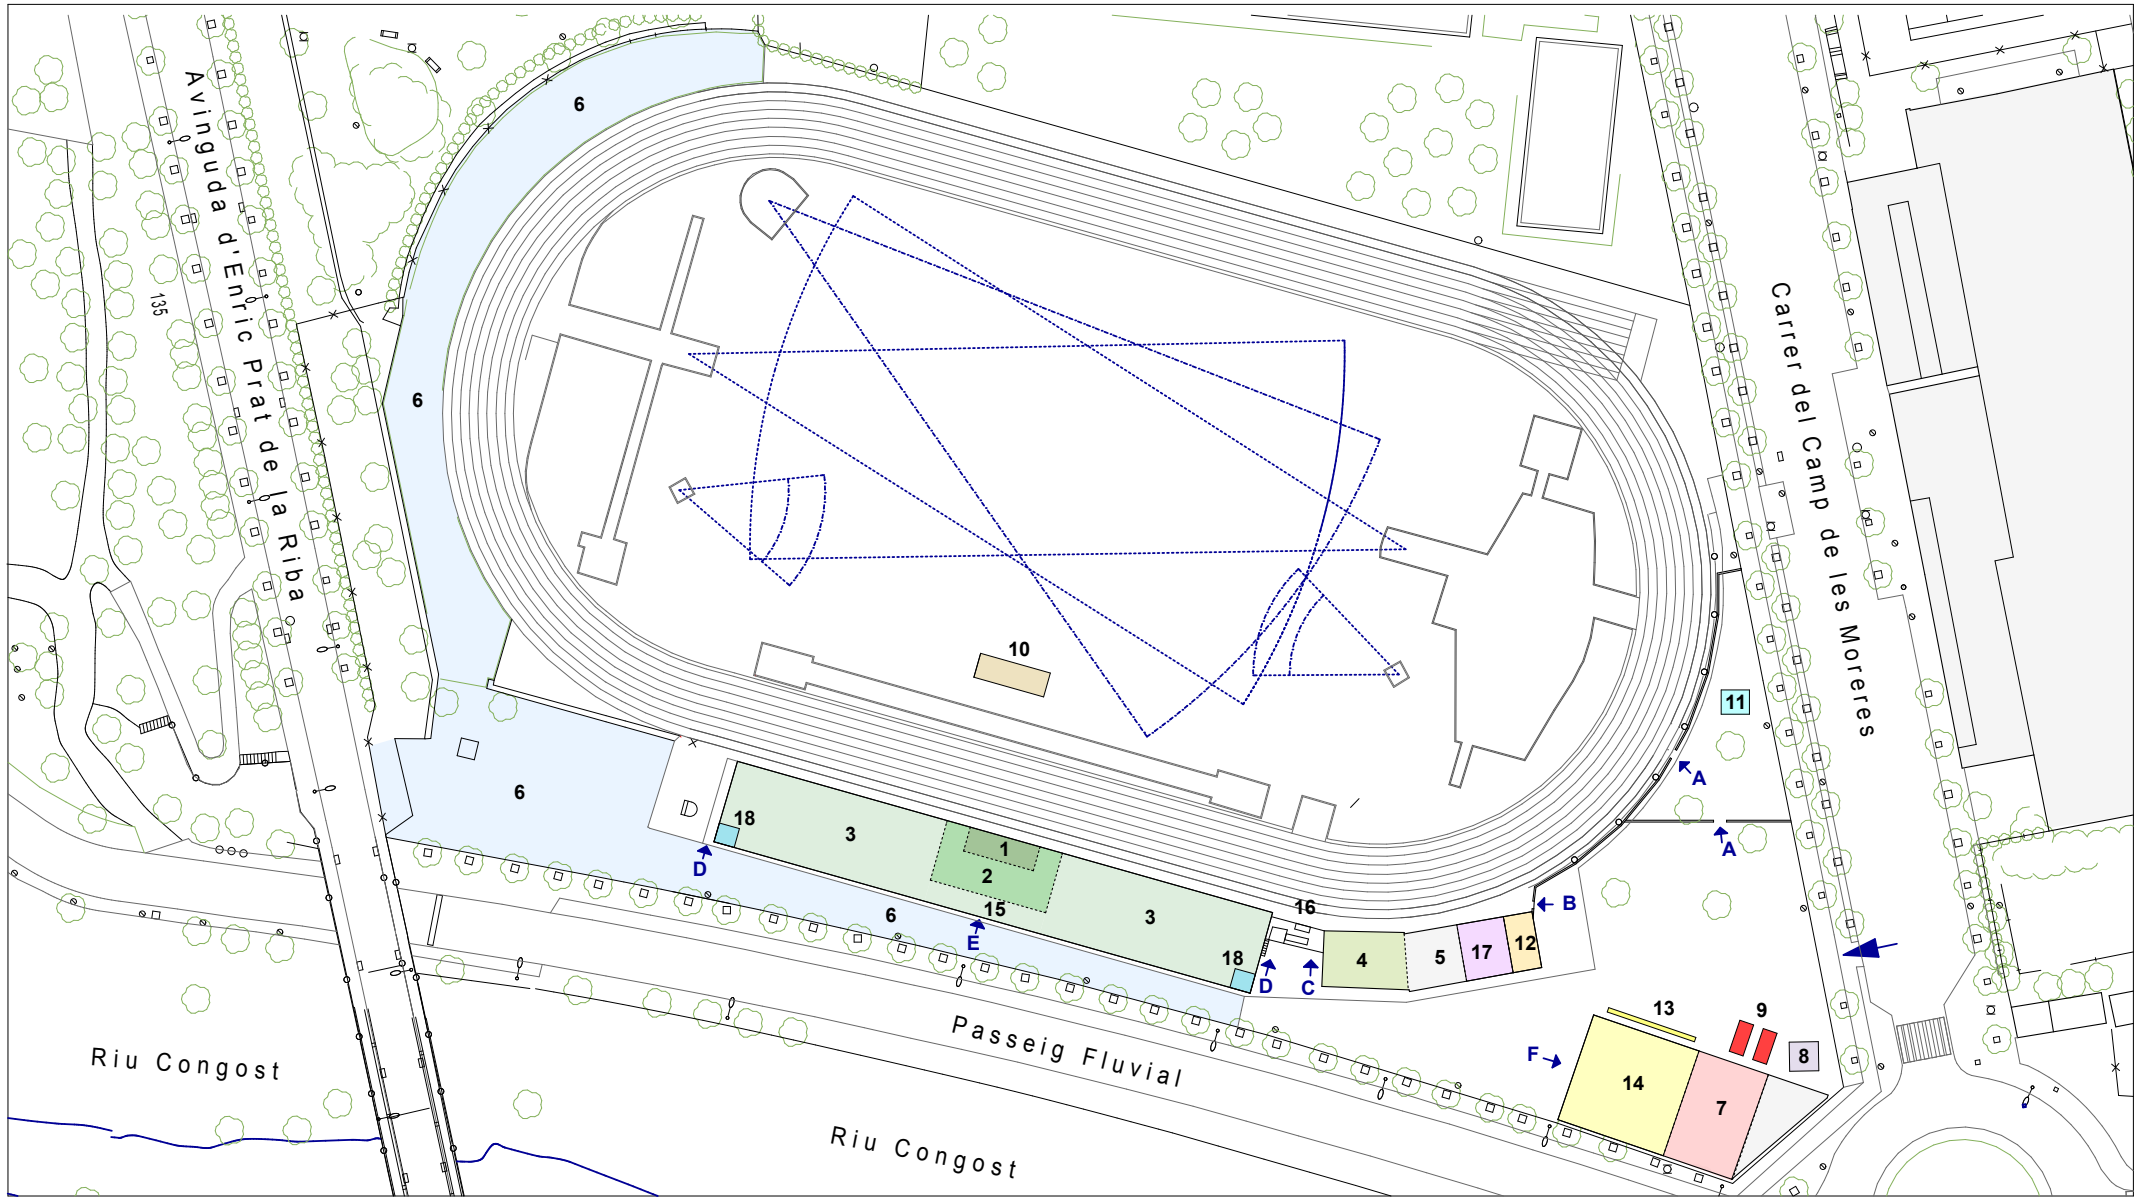 6
Avinguda d'Enric Prat de la Riba
135
6
Carrer del Camp de les Moreres
10
11
A
A
6
18
3
1
2
D
15
3
6
E
16
B
18
D
C
4
5
17
12
13
9
8
F
14
7
Passeig Fluvial
Riu Congost
Riu Congost